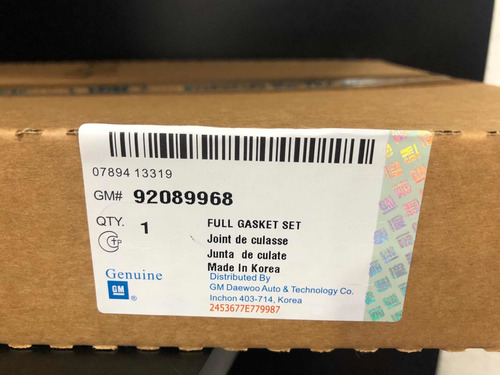 07894 13319
GM# 92089968
QTY. 1 FULL GASKET SET
Joint de culasse
Junta de culate
Made In Korea
Genuine Distributed By
GM Daewoo Auto & Technology Co.
GM ® Inchon 403-714, Korea
2453677E779987